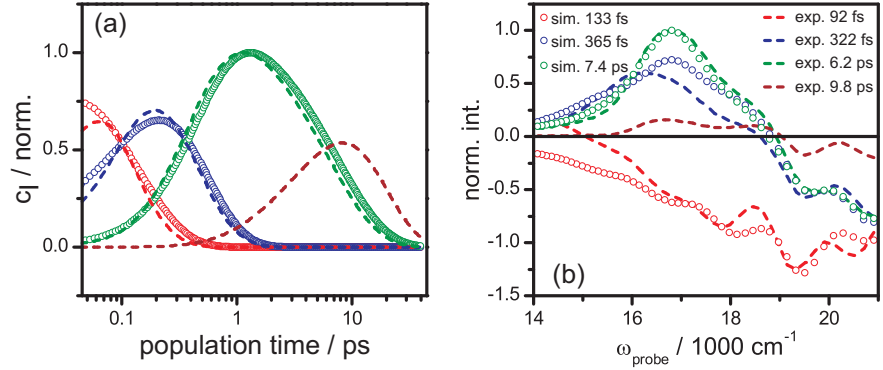 (a)
1.0
0.5
0.0
c_l / norm.
0.1
1
10
population time / ps
sim. 133 fs
sim. 365 fs
sim. 7.4 ps
exp. 92 fs
exp. 322 fs
exp. 6.2 ps
exp. 9.8 ps
1.5
1.0
0.5
0.0
-0.5
-1.0
-1.5
norm. int.
(b)
14
16
18
20
ω_probe / 1000 cm⁻¹